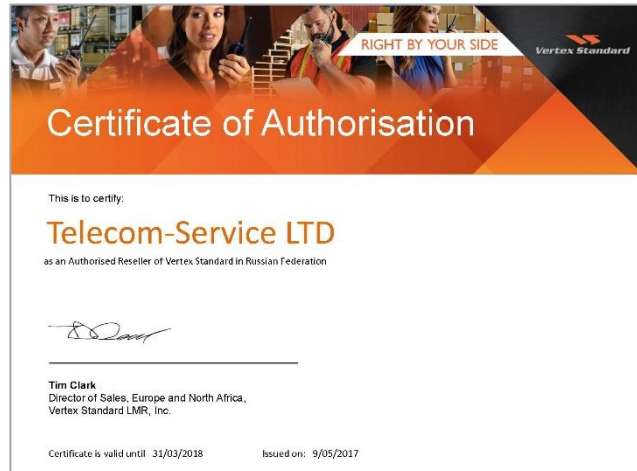 RIGHT BY YOUR SIDE
Vertex Standard
Certificate of Authorisation
This is to certify:
Telecom-Service LTD
as an Authorised Reseller of Vertex Standard in Russian Federation
Tim Clark
Director of Sales, Europe and North Africa,
Vertex Standard LMR, Inc.
Certificate is valid until 31/03/2018 Issued on: 9/05/2017